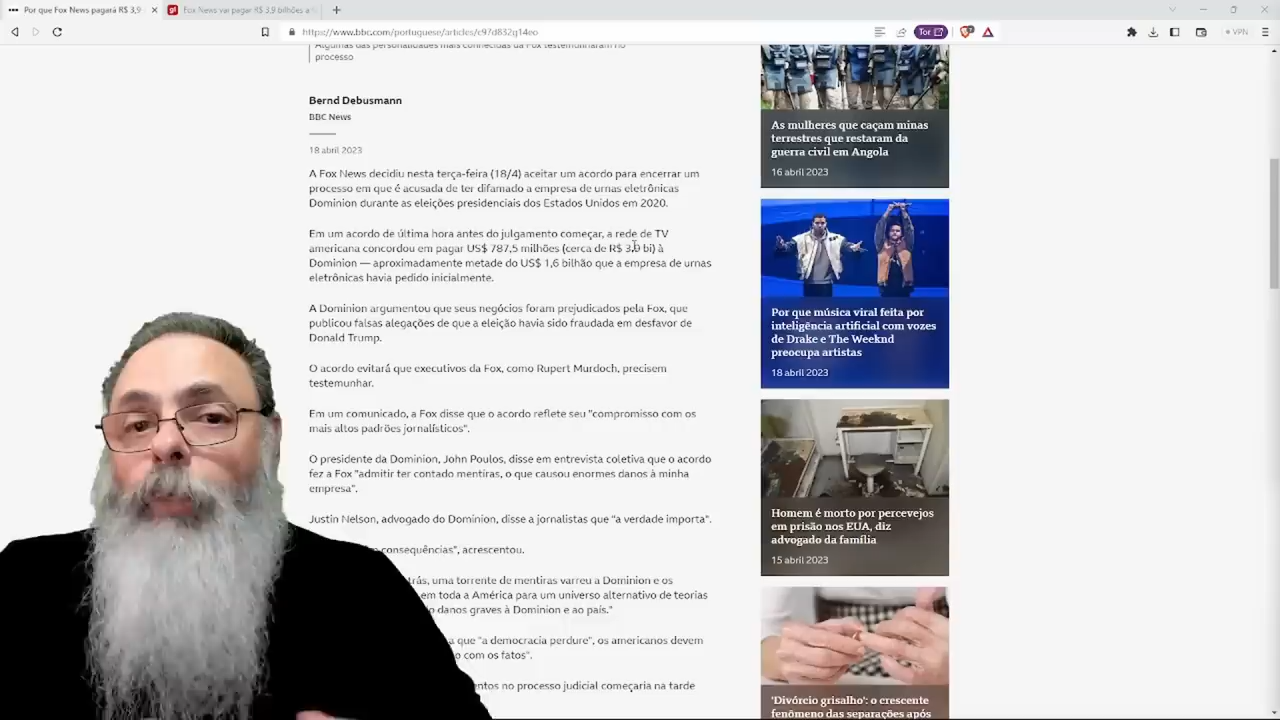 Por que Fox News pagará R$ 3,9
Fox News vai pagar R$ 3,9 bilhões a
https://www.bbc.com/portuguese/articles/c97d832g14eo
Tor
VPN
Algumas das personalidades mais conhecidas da Fox testemunhariam no
processo
Bernd Debusmann
BBC News
18 abril 2023
A Fox News decidiu nesta terça-feira (18/4) aceitar um acordo para encerrar um
processo em que é acusada de ter difamado a empresa de urnas eletrônicas
Dominion durante as eleições presidenciais dos Estados Unidos em 2020.
Em um acordo de última hora antes do julgamento começar, a rede de TV
americana concordou em pagar US$ 787,5 milhões (cerca de R$ 3,9 bi) à
Dominion — aproximadamente metade do US$ 1,6 bilhão que a empresa de urnas
eletrônicas havia pedido inicialmente.
A Dominion argumentou que seus negócios foram prejudicados pela Fox, que
publicou falsas alegações de que a eleição havia sido fraudada em desfavor de
Donald Trump.
O acordo evitará que executivos da Fox, como Rupert Murdoch, precisem
testemunhar.
Em um comunicado, a Fox disse que o acordo reflete seu "compromisso com os
mais altos padrões jornalísticos".
O presidente da Dominion, John Poulos, disse em entrevista coletiva que o acordo
fez a Fox "admitir ter contado mentiras, o que causou enormes danos à minha
empresa".
Justin Nelson, advogado do Dominion, disse a jornalistas que "a verdade importa".
consequências", acrescentou.
trás, uma torrente de mentiras varreu a Dominion e os
em toda a América para um universo alternativo de teorias
danos graves à Dominion e ao país."
que "a democracia perdure", os americanos devem
com os fatos".
no processo judicial começaria na tarde
As mulheres que caçam minas
terrestres que restaram da
guerra civil em Angola
16 abril 2023
Por que música viral feita por
inteligência artificial com vozes
de Drake e The Weeknd
preocupa artistas
18 abril 2023
Homem é morto por percevejos
em prisão nos EUA, diz
advogado da família
15 abril 2023
'Divórcio grisalho': o crescente
fenômeno das separações após